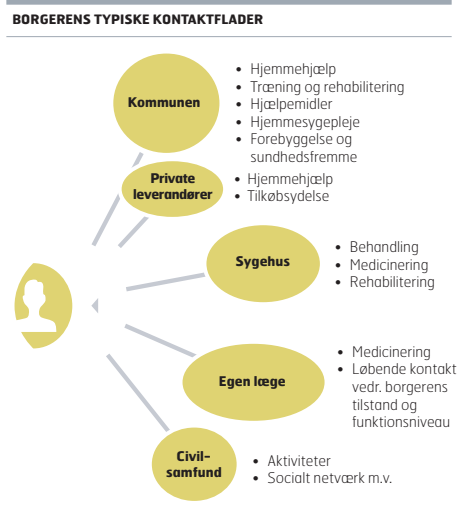 BORGERENS TYPISKE KONTAKTFLADER
Kommunen
• Hjemmehjælp
• Træning og rehabilitering
• Hjælpemidler
• Hjemmesygepleje
• Forebyggelse og
sundhedsfremme
Private
leverandører
• Hjemmehjælp
• Tilkøbsydelse
Sygehus
• Behandling
• Medicinering
• Rehabilitering
Egen læge
• Medicinering
• Løbende kontakt
vedr. borgerens
tilstand og
funktionsniveau
Civil-
samfund
• Aktiviteter
• Socialt netværk m.v.